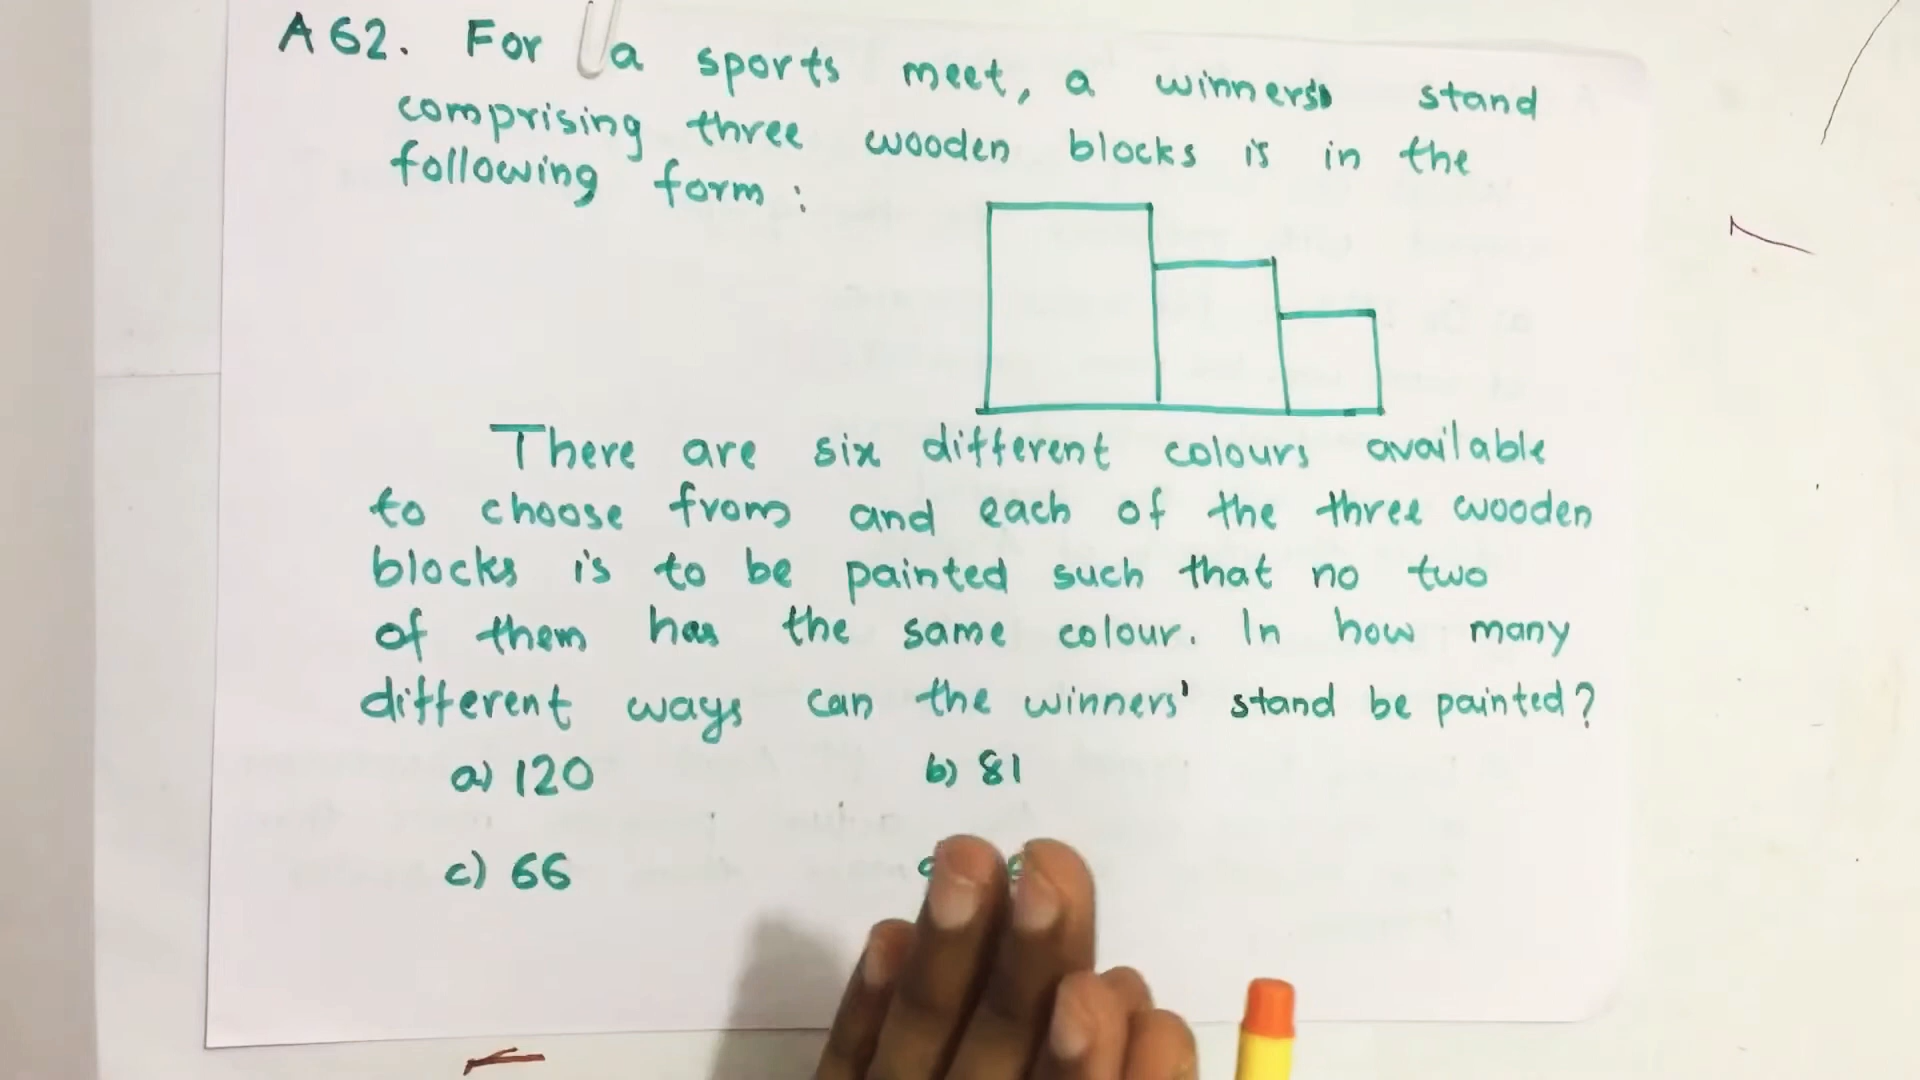 A62. For a sports meet, a winners stand
comprising three wooden blocks is in the
following form:
There are six different colours available
to choose from and each of the three wooden
blocks is to be painted such that no two
of them has the same colour. In how many
different ways can the winners' stand be painted?
a) 120 b) 81
c) 66